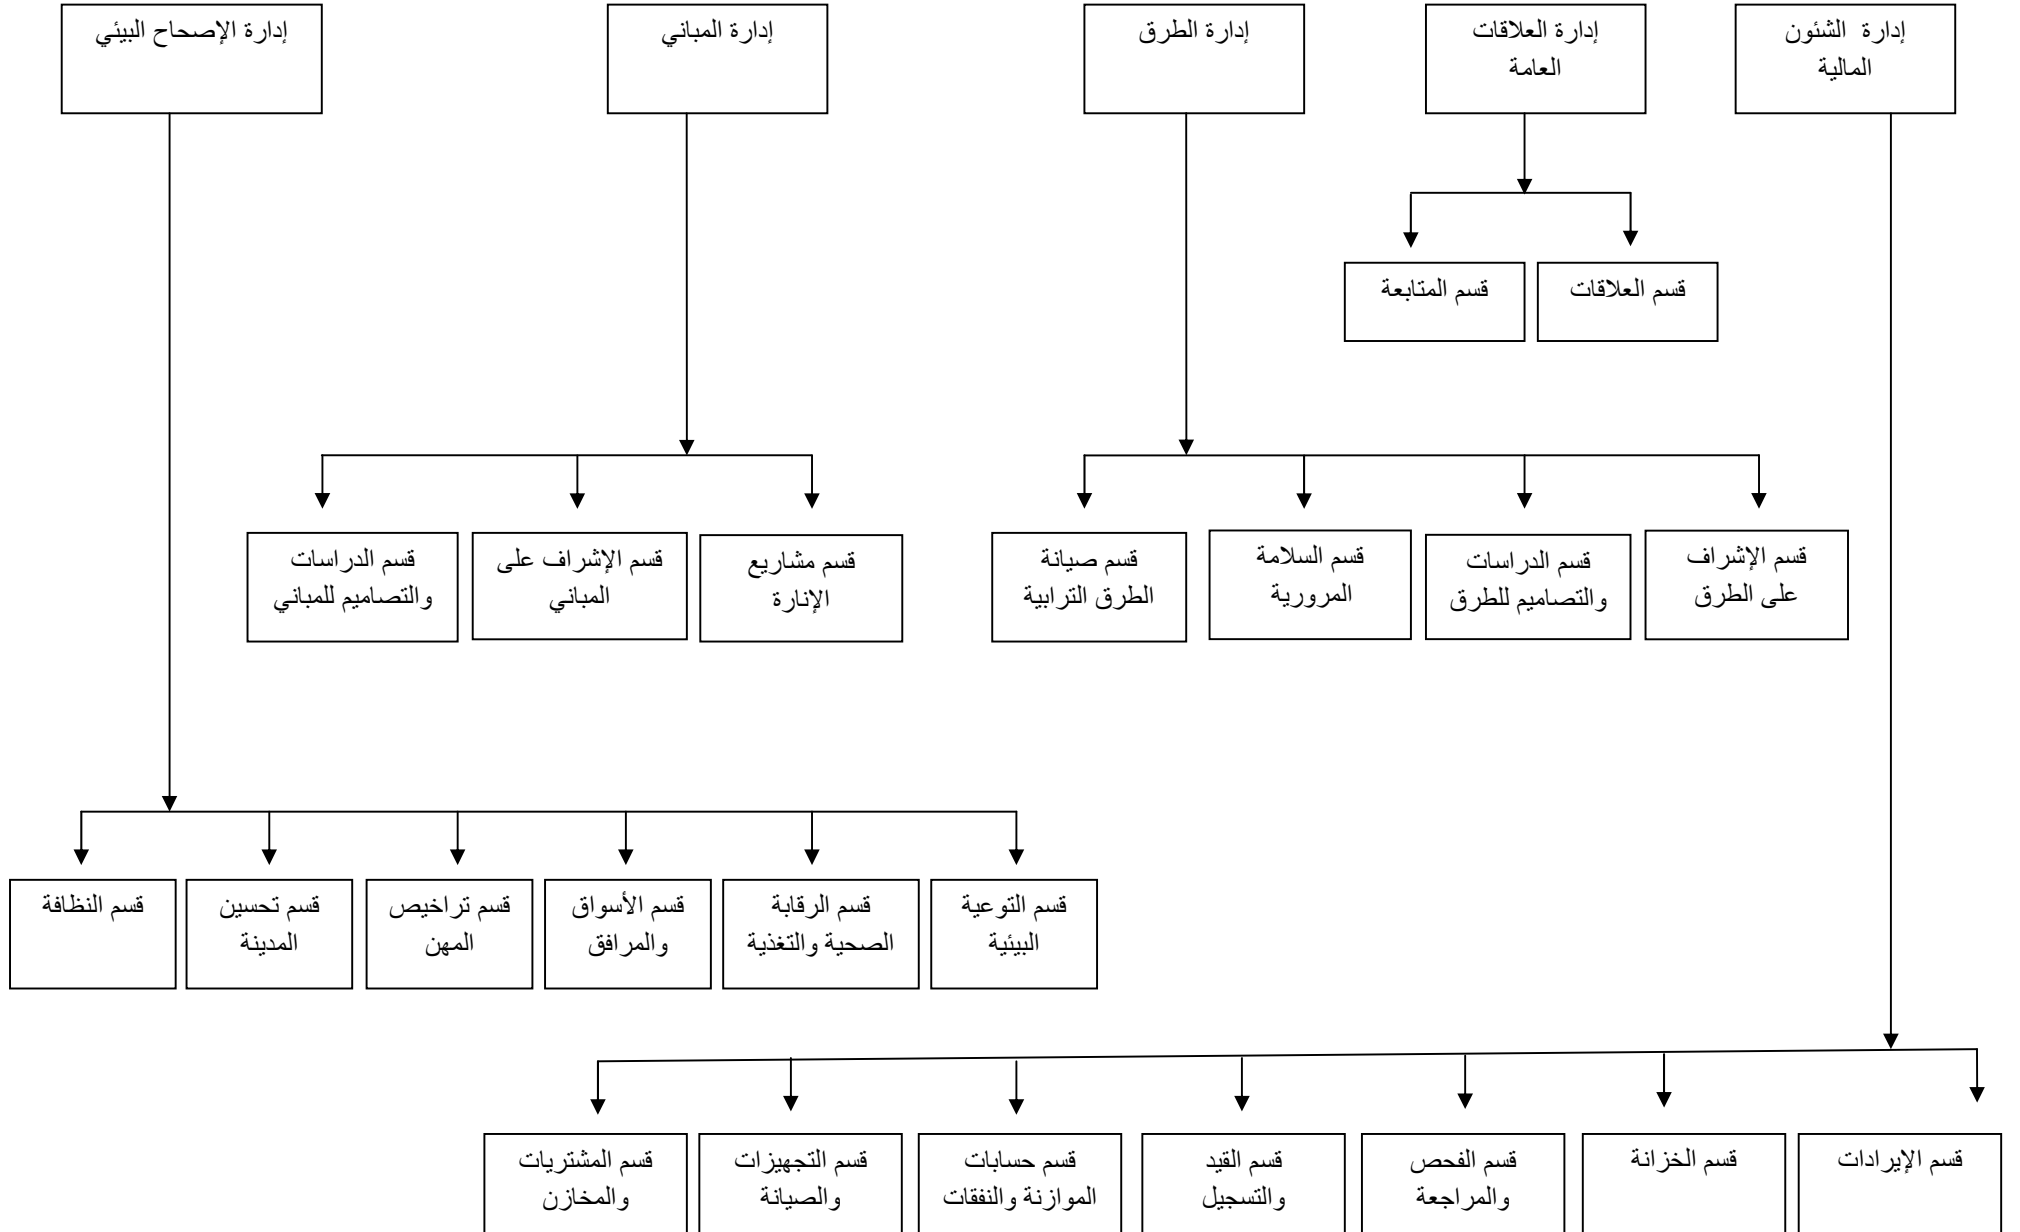 إدارة الشئون
المالية
إدارة العلاقات
العامة
إدارة الطرق
إدارة المباني
إدارة الإصحاح البيئي
قسم العلاقات
قسم المتابعة
قسم الإشراف
على الطرق
قسم الدراسات
والتصاميم للطرق
قسم السلامة
المرورية
قسم صيانة
الطرق الترابية
قسم مشاريع
الإنارة
قسم الإشراف على
المباني
قسم الدراسات
والتصاميم للمباني
قسم التوعية
البيئية
قسم الرقابة
الصحية والتغذية
قسم الأسواق
والمرافق
قسم تراخيص
المهن
قسم تحسين
المدينة
قسم النظافة
قسم الإيرادات
قسم الخزانة
قسم الفحص
والمراجعة
قسم القيد
والتسجيل
قسم حسابات
الموازنة والنفقات
قسم التجهيزات
والصيانة
قسم المشتريات
والمخازن